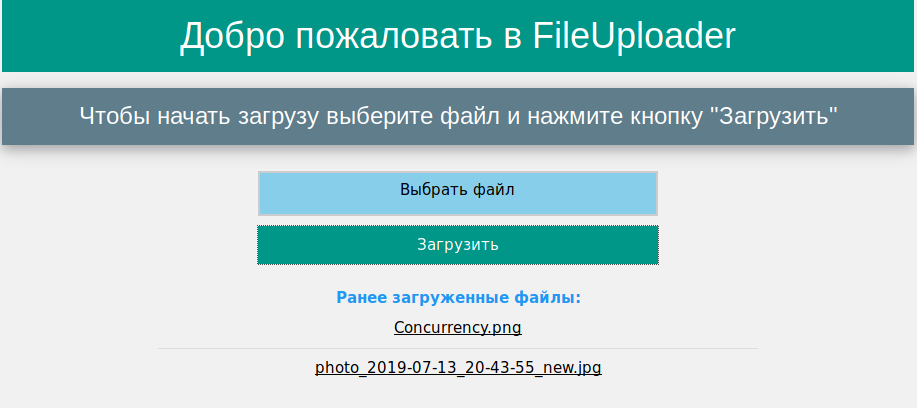 Добро пожаловать в FileUploader
Чтобы начать загрузу выберите файл и нажмите кнопку "Загрузить"
Выбрать файл
Загрузить
Ранее загруженные файлы:
Concurrency.png
photo_2019-07-13_20-43-55_new.jpg